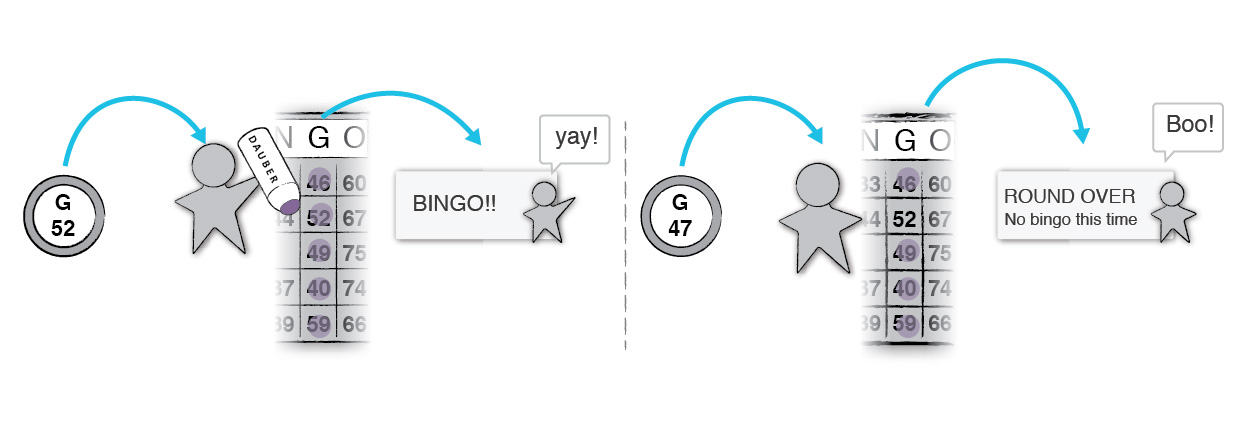 G
52
DAUBER
N G O
46 60
44 52 67
49 75
37 40 74
39 59 66
BINGO!!
yay!
G
47
N G O
33 46 60
44 52 67
49 75
37 40 74
39 59 66
ROUND OVER
No bingo this time
Boo!